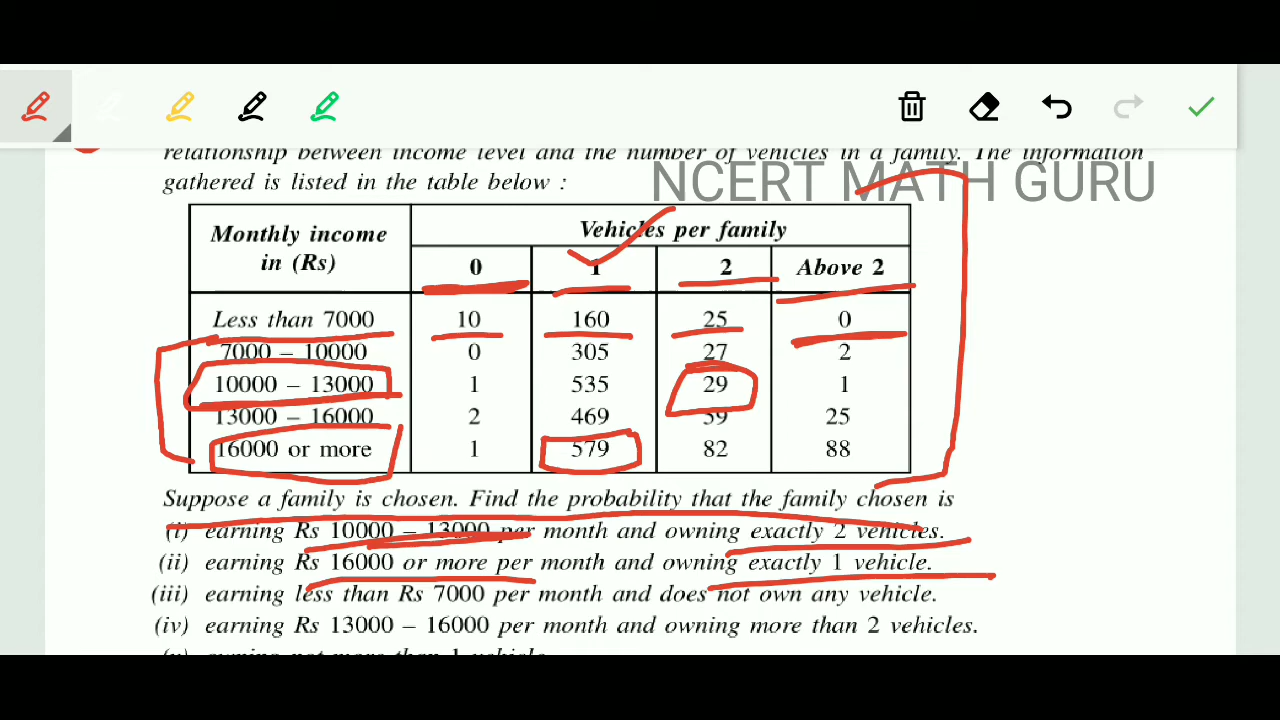 relationship between income level and the number of vehicles in a family. The information
gathered is listed in the table below :
NCERT MATH GURU
Monthly income in (Rs) Vehicles per family
0 1 2 Above 2
Less than 7000 10 160 25 0
7000 – 10000 0 305 27 2
10000 – 13000 1 535 29 1
13000 – 16000 2 469 59 25
16000 or more 1 579 82 88
Suppose a family is chosen. Find the probability that the family chosen is
(i) earning Rs 10000 – 13000 per month and owning exactly 2 vehicles.
(ii) earning Rs 16000 or more per month and owning exactly 1 vehicle.
(iii) earning less than Rs 7000 per month and does not own any vehicle.
(iv) earning Rs 13000 – 16000 per month and owning more than 2 vehicles.
(v) owning not more than 1 vehicle.